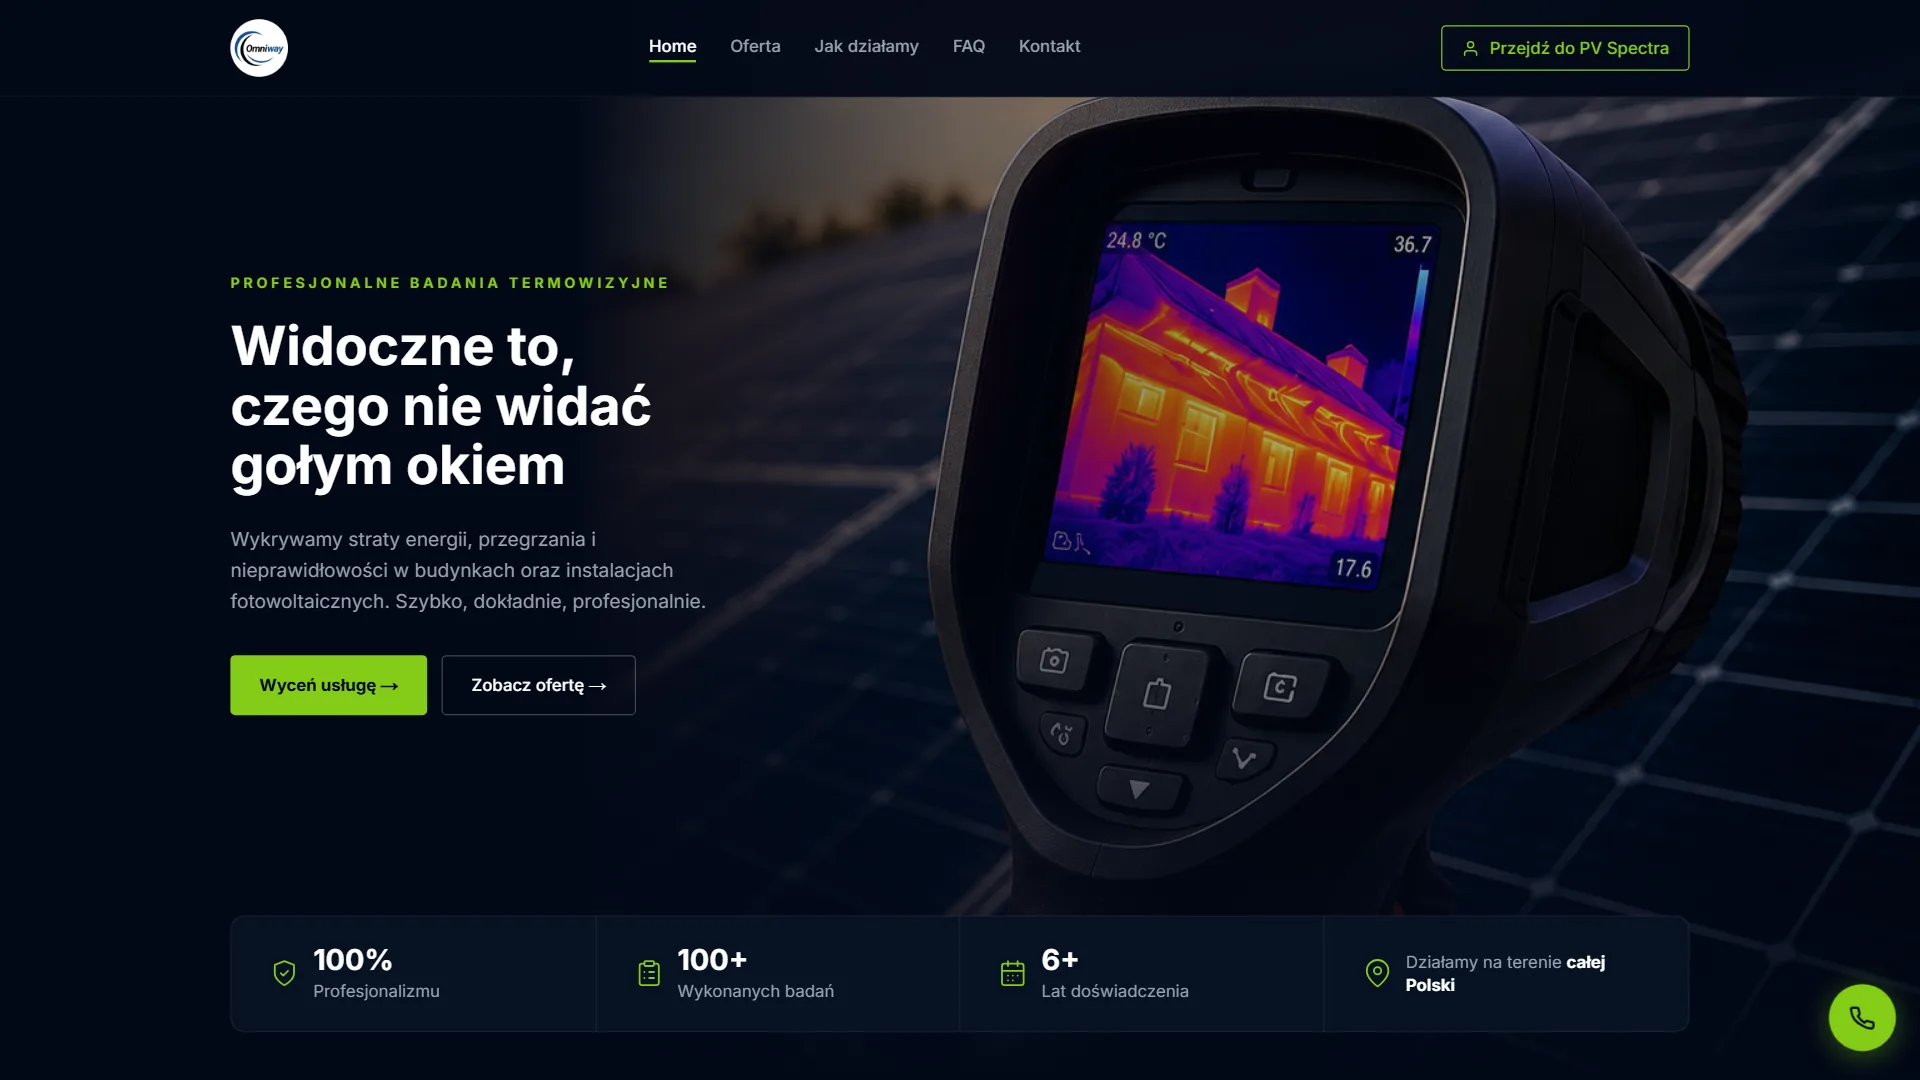 Omniway
Home
Oferta
Jak działamy
FAQ
Kontakt
Przejdź do PV Spectra
PROFESJONALNE BADANIA TERMOWIZYJNE
Widoczne to,
czego nie widać
gołym okiem
Wykrywamy straty energii, przegrzania i
nieprawidłowości w budynkach oraz instalacjach
fotowoltaicznych. Szybko, dokładnie, profesjonalnie.
Wyceń usługę →
Zobacz ofertę →
24.8 °C
36.7
17.6
100%
Profesjonalizmu
100+
Wykonanych badań
6+
Lat doświadczenia
Działamy na terenie całej
Polski